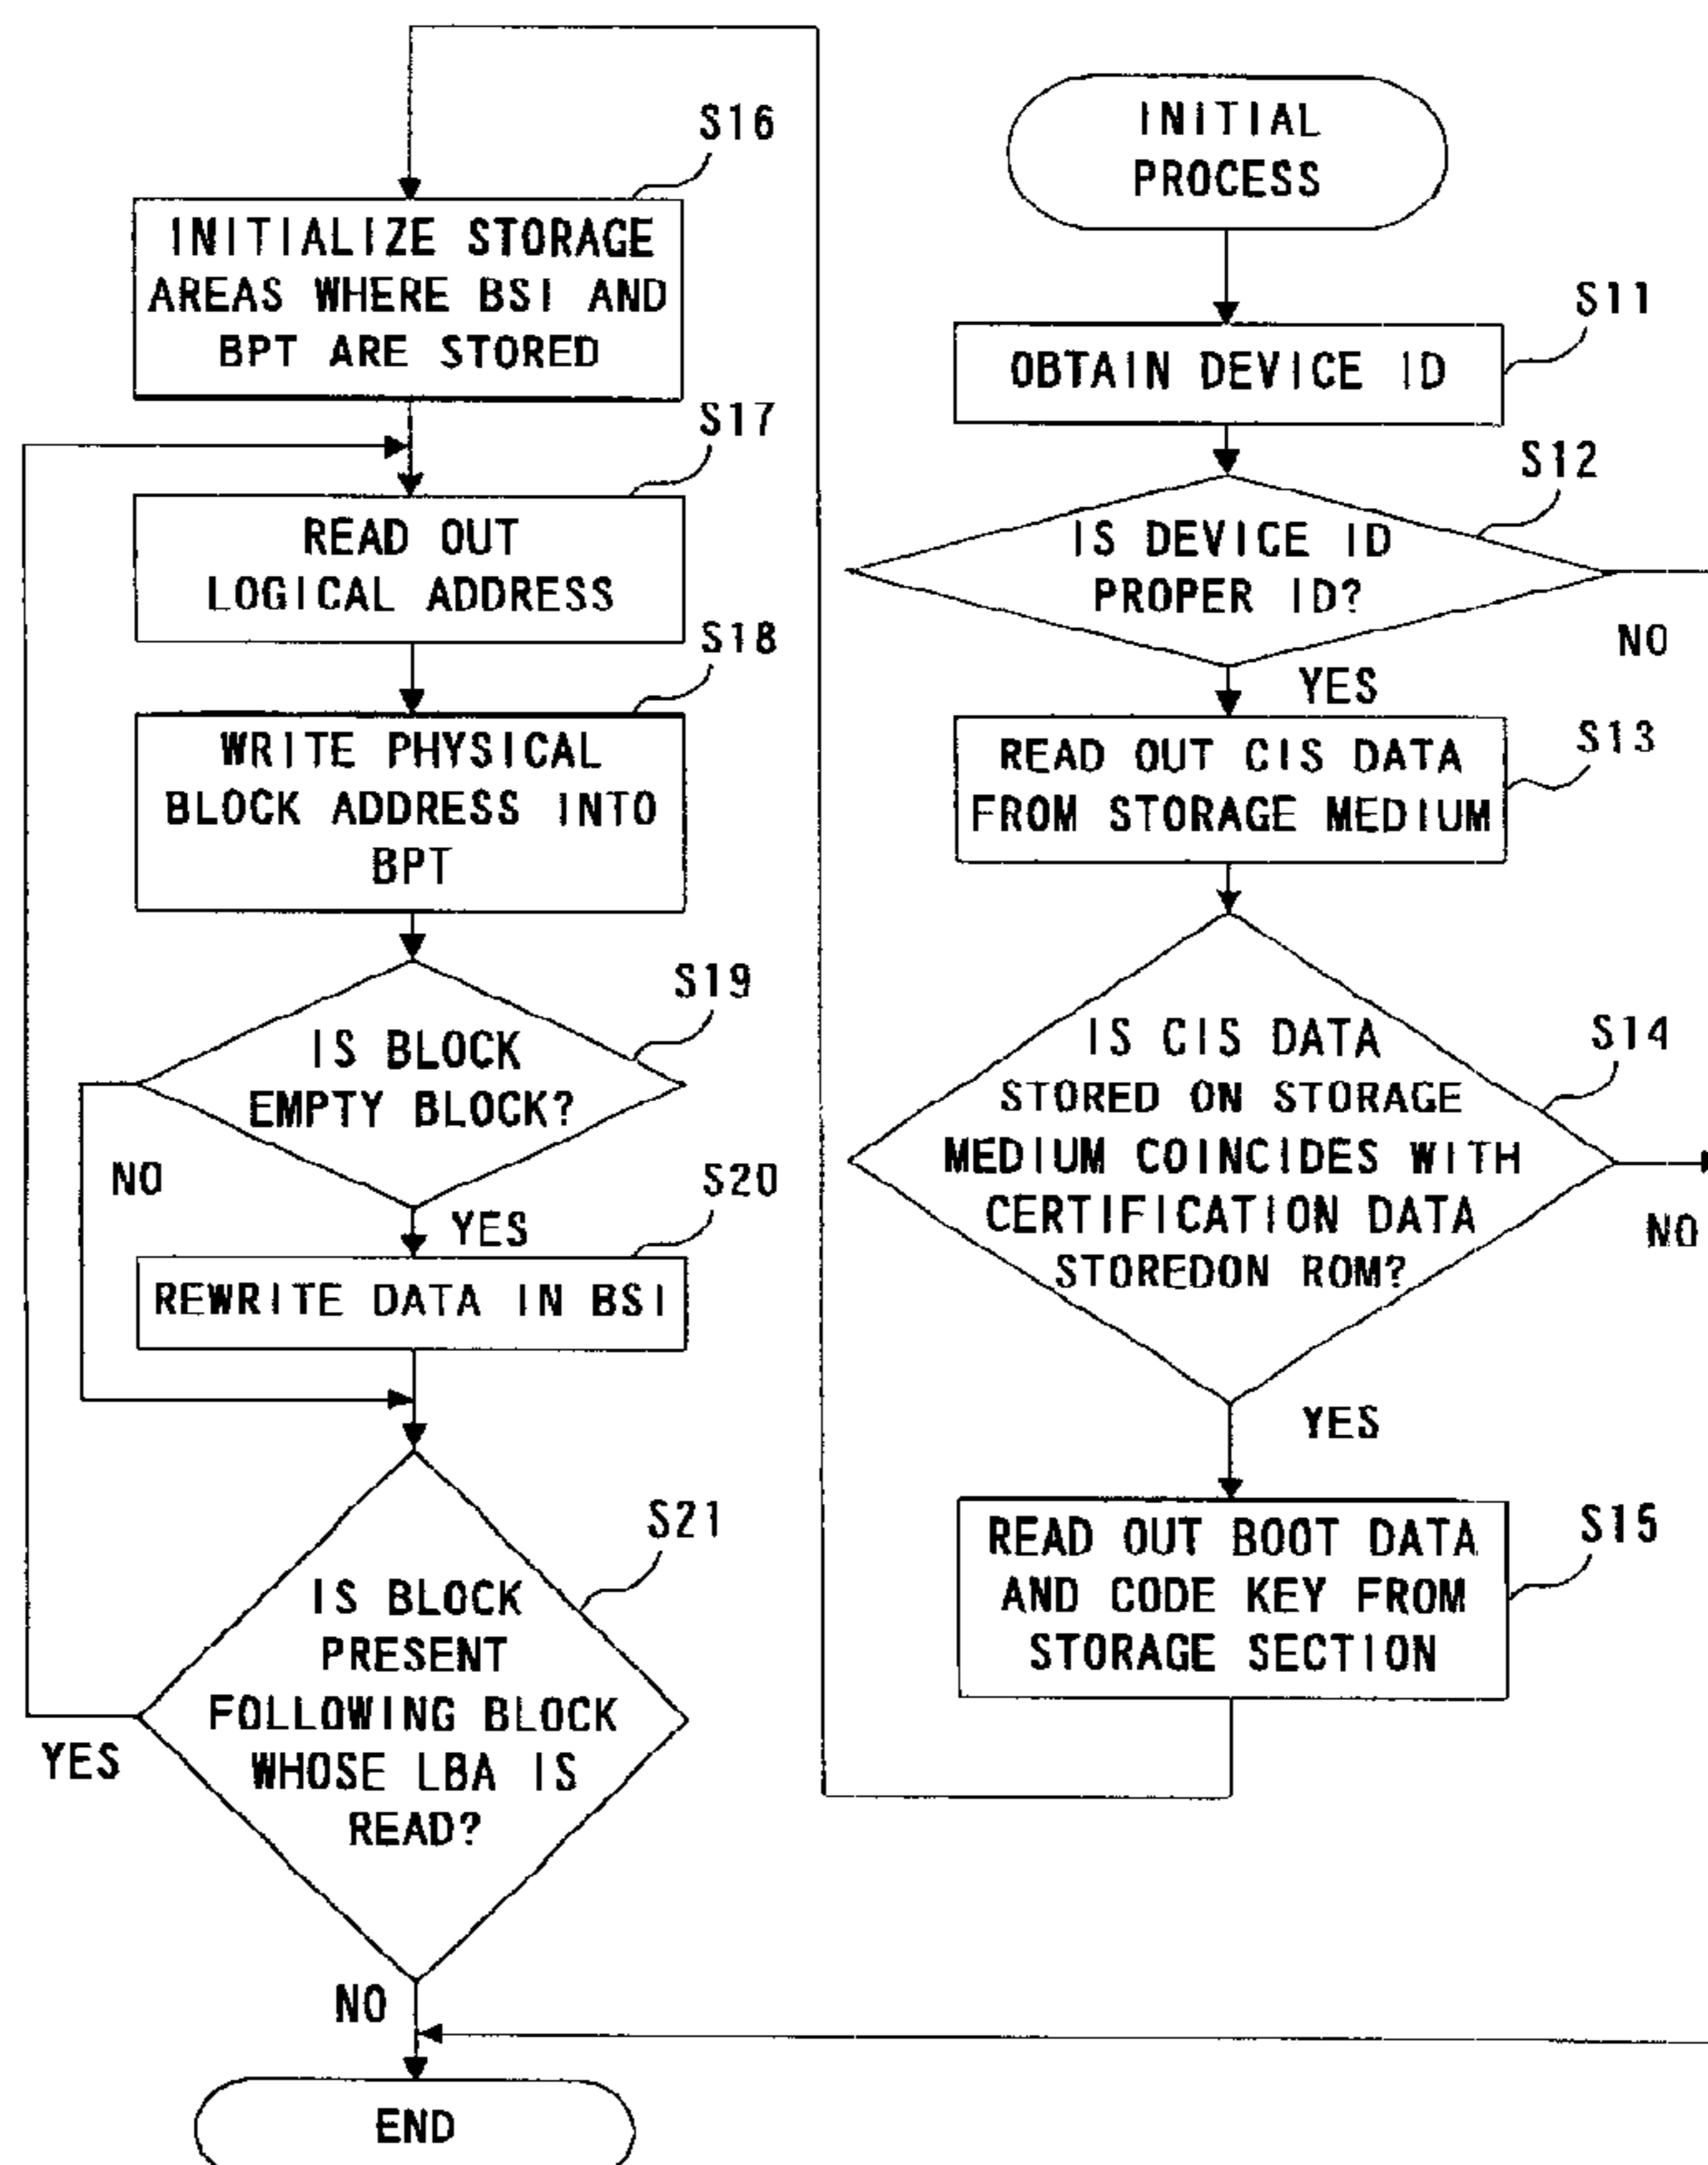 INITIAL
PROCESS
S11
OBTAIN DEVICE ID
S12
IS DEVICE ID
PROPER ID?
NO
YES
S13
READ OUT CIS DATA
FROM STORAGE MEDIUM
S14
IS CIS DATA
STORED ON STORAGE
MEDIUM COINCIDES WITH
CERTIFICATION DATA
STOREDON ROM?
NO
YES
S15
READ OUT BOOT DATA
AND CODE KEY FROM
STORAGE SECTION
S16
INITIALIZE STORAGE
AREAS WHERE BSI AND
BPT ARE STORED
S17
READ OUT
LOGICAL ADDRESS
S18
WRITE PHYSICAL
BLOCK ADDRESS INTO
BPT
S19
IS BLOCK
EMPTY BLOCK?
NO
YES
S20
REWRITE DATA IN BSI
S21
IS BLOCK
PRESENT
FOLLOWING BLOCK
WHOSE LBA IS
READ?
YES
NO
END